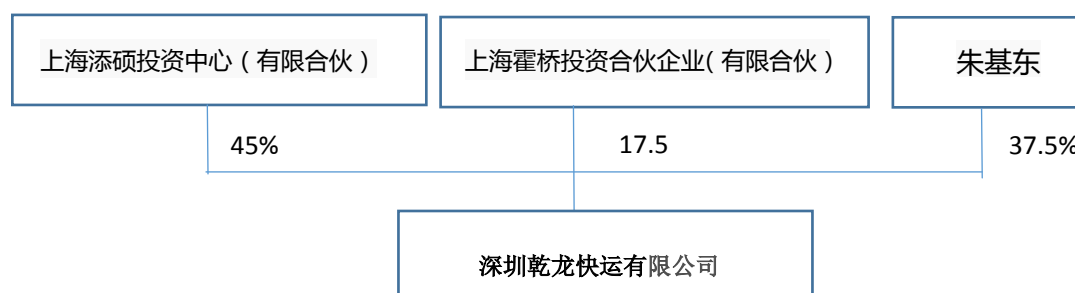 上海添硕投资中心（有限合伙）
上海霍桥投资合伙企业(有限合伙）
朱基东
45%
17.5
37.5%
深圳乾龙快运有限公司